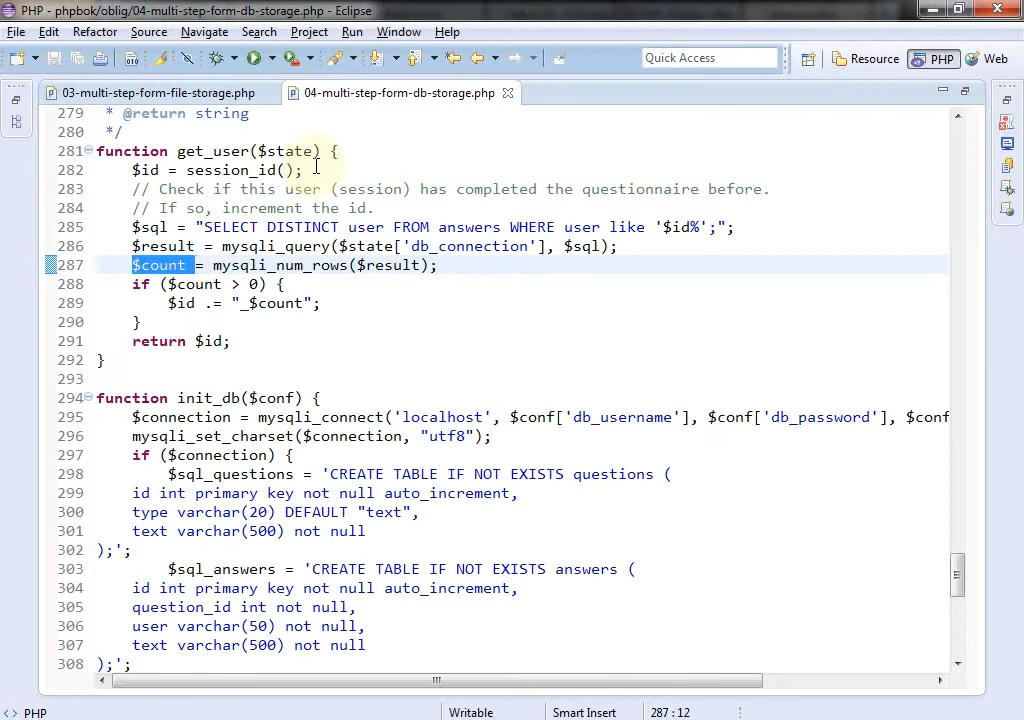 PHP - phpbok/oblig/04-multi-step-form-db-storage.php - Eclipse
File Edit Refactor Source Navigate Search Project Run Window Help
Quick Access
Resource
PHP
Web
03-multi-step-form-file-storage.php
04-multi-step-form-db-storage.php
279 * @return string
280 */
281 function get_user($state) {
282 $id = session_id();
283 // Check if this user (session) has completed the questionnaire before.
284 // If so, increment the id.
285 $sql = "SELECT DISTINCT user FROM answers WHERE user like '$id%';";
286 $result = mysqli_query($state['db_connection'], $sql);
287 $count = mysqli_num_rows($result);
288 if ($count > 0) {
289 $id .= "_$count";
290 }
291 return $id;
292 }
293
294 function init_db($conf) {
295 $connection = mysqli_connect('localhost', $conf['db_username'], $conf['db_password'], $conf
296 mysqli_set_charset($connection, "utf8");
297 if ($connection) {
298 $sql_questions = 'CREATE TABLE IF NOT EXISTS questions (
299 id int primary key not null auto_increment,
300 type varchar(20) DEFAULT "text",
301 text varchar(500) not null
302 );';
303 $sql_answers = 'CREATE TABLE IF NOT EXISTS answers (
304 id int primary key not null auto_increment,
305 question_id int not null,
306 user varchar(50) not null,
307 text varchar(500) not null
308 );';
PHP
Writable
Smart Insert
287 : 12